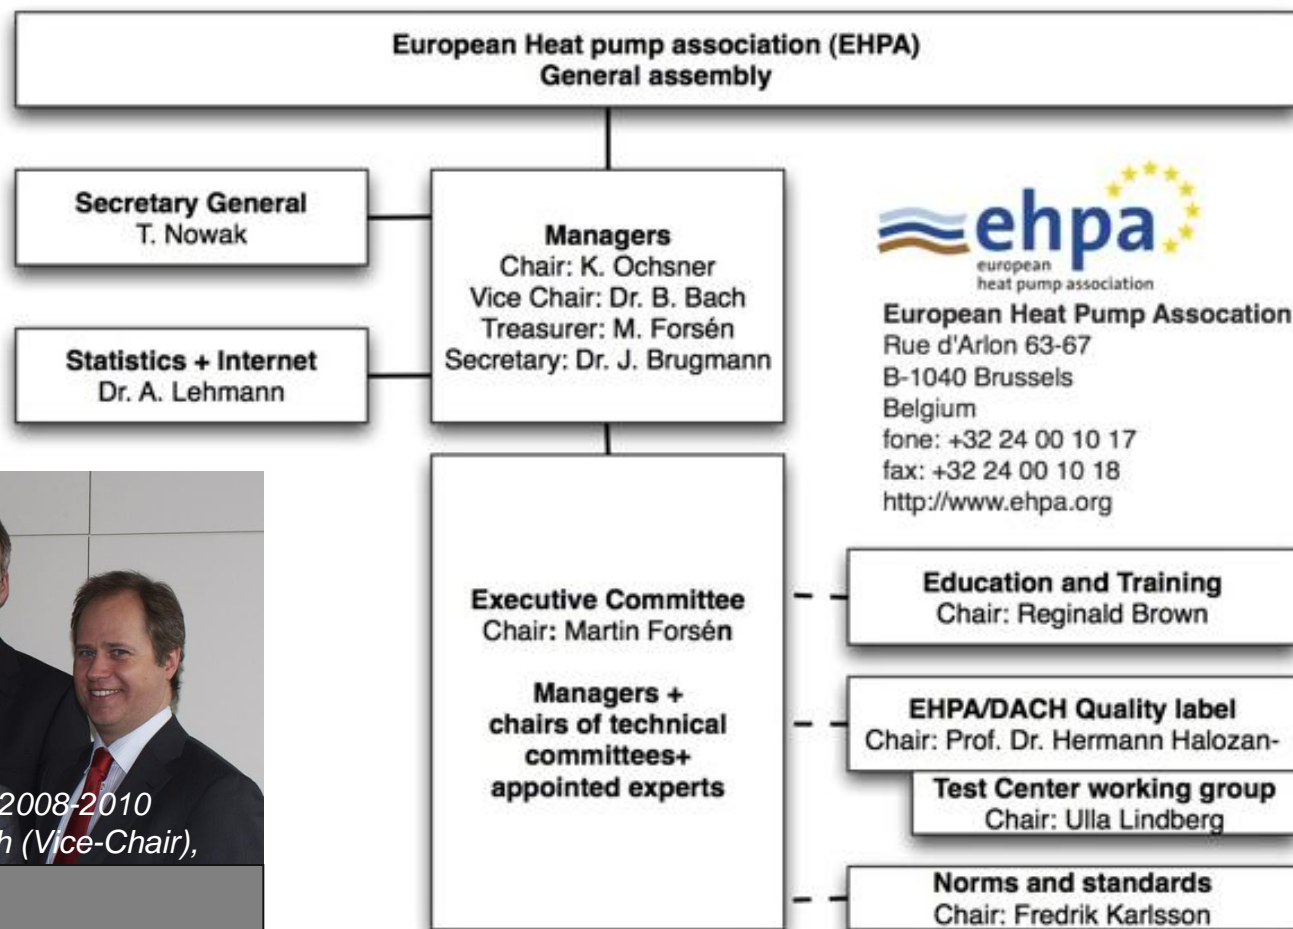 European Heat pump association (EHPA)
General assembly
Secretary General
T. Nowak
Managers
Chair: K. Ochsner
Vice Chair: Dr. B. Bach
Treasurer: M. Forsén
Secretary: Dr. J. Brugmann
Statistics + Internet
Dr. A. Lehmann
ehpa
european
heat pump association
European Heat Pump Assocation
Rue d'Arlon 63-67
B-1040 Brussels
Belgium
fone: +32 24 00 10 17
fax: +32 24 00 10 18
http://www.ehpa.org
Executive Committee
Chair: Martin Forsén
Managers +
chairs of technical
committees+
appointed experts
Education and Training
Chair: Reginald Brown
EHPA/DACH Quality label
Chair: Prof. Dr. Hermann Halozan-
Test Center working group
Chair: Ulla Lindberg
Norms and standards
Chair: Fredrik Karlsson
2008-2010
h (Vice-Chair),